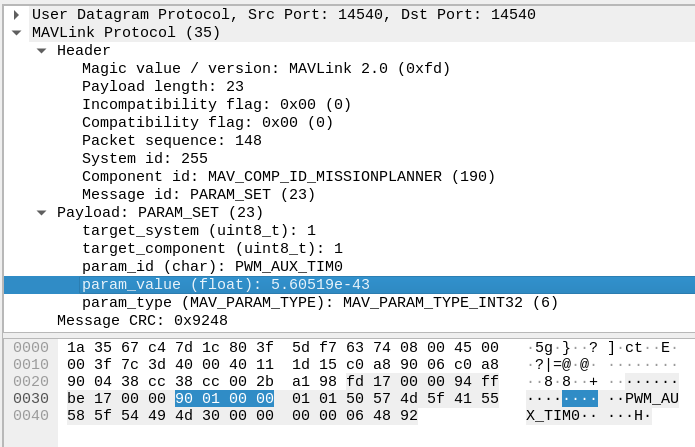 User Datagram Protocol, Src Port: 14540, Dst Port: 14540
MAVLink Protocol (35)
Header
Magic value / version: MAVLink 2.0 (0xfd)
Payload length: 23
Incompatibility flag: 0x00 (0)
Compatibility flag: 0x00 (0)
Packet sequence: 148
System id: 255
Component id: MAV_COMP_ID_MISSIONPLANNER (190)
Message id: PARAM_SET (23)
Payload: PARAM_SET (23)
target_system (uint8_t): 1
target_component (uint8_t): 1
param_id (char): PWM_AUX_TIM0
param_value (float): 5.60519e-43
param_type (MAV_PARAM_TYPE): MAV_PARAM_TYPE_INT32 (6)
Message CRC: 0x9248
0000 1a 35 67 c4 7d 1c 80 3f 5d f7 63 74 08 00 45 00 ·5g·}··? ]·ct··E·
0010 00 3f 7c 3d 40 00 40 11 1d 15 c0 a8 90 06 c0 a8 ·?|=@·@· ········
0020 90 04 38 cc 38 cc 00 2b a1 98 fd 17 00 00 94 ff ··8·8··+ ········
0030 be 17 00 00 90 01 00 00 01 01 50 57 4d 5f 41 55 ········ ··PWM_AU
0040 58 5f 54 49 4d 30 00 00 00 00 06 48 92 X_TIM0·· ···H·